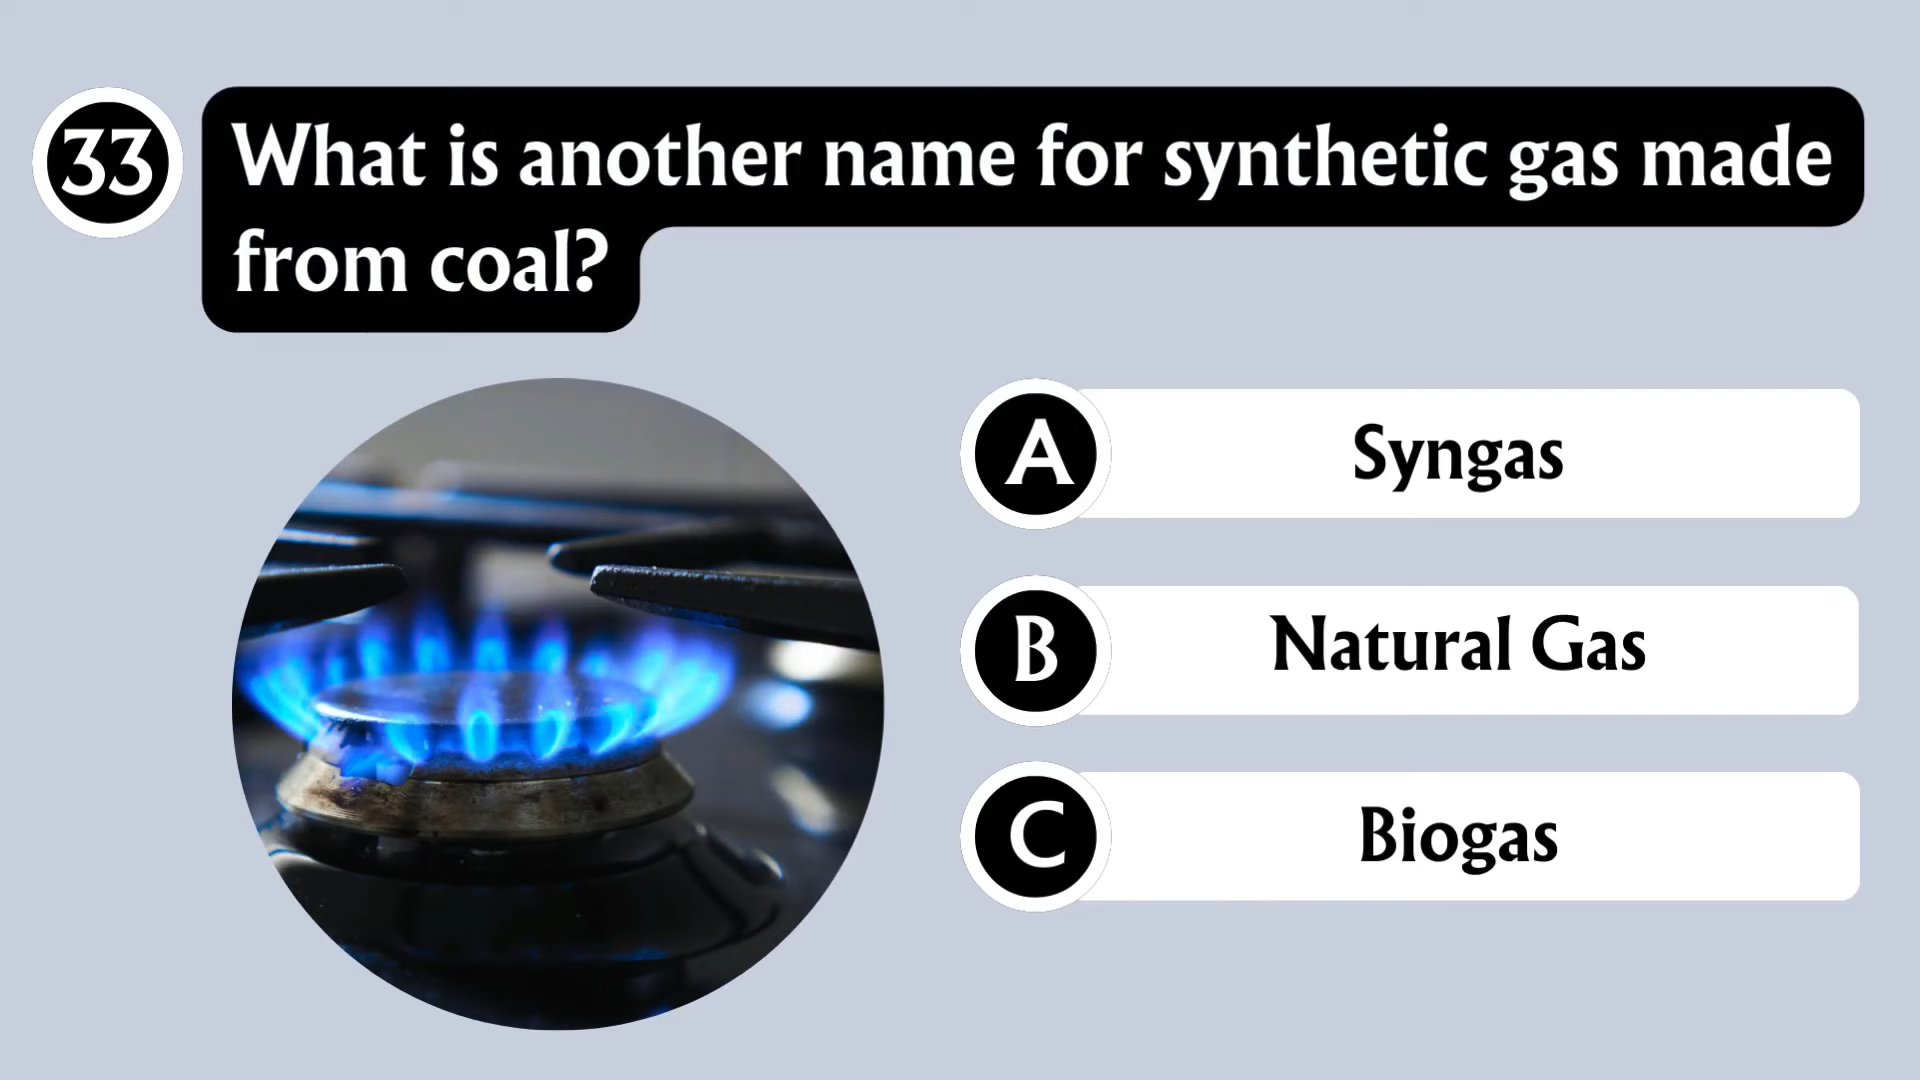 33
What is another name for synthetic gas made
from coal?
A
Syngas
B
Natural Gas
C
Biogas